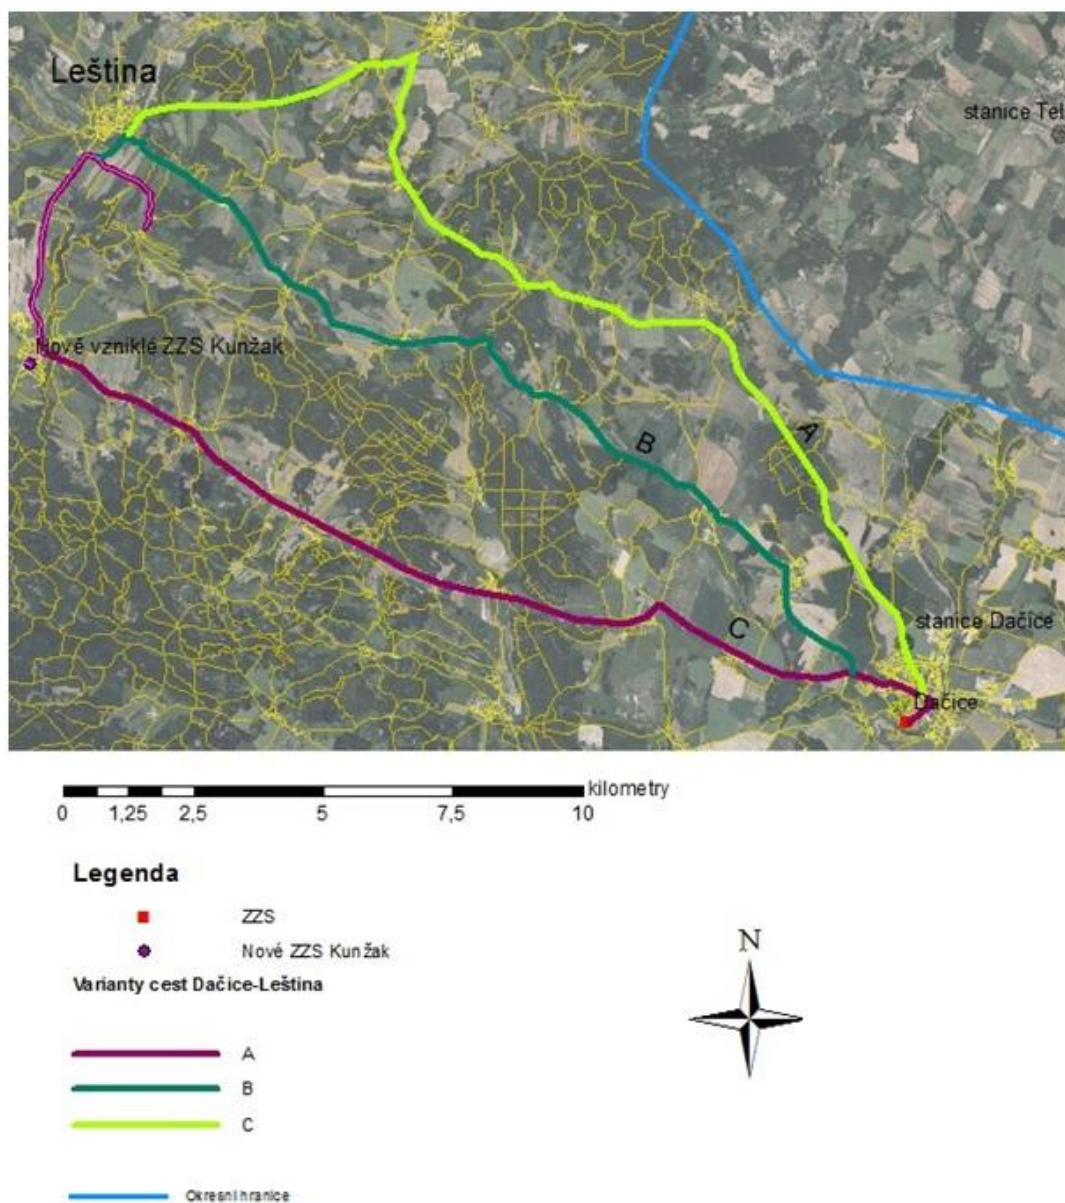 Leština
stanice Tel
Nové vzniklé ZZS Kunžak
A
B
C
stanice Dačice
Dačice
kilometry
0 1,25 2,5 5 7,5 10
Legenda
ZZS
Nové ZZS Kunžak
Varianty cest Dačice-Leština
A
B
C
Okresní hranice
N